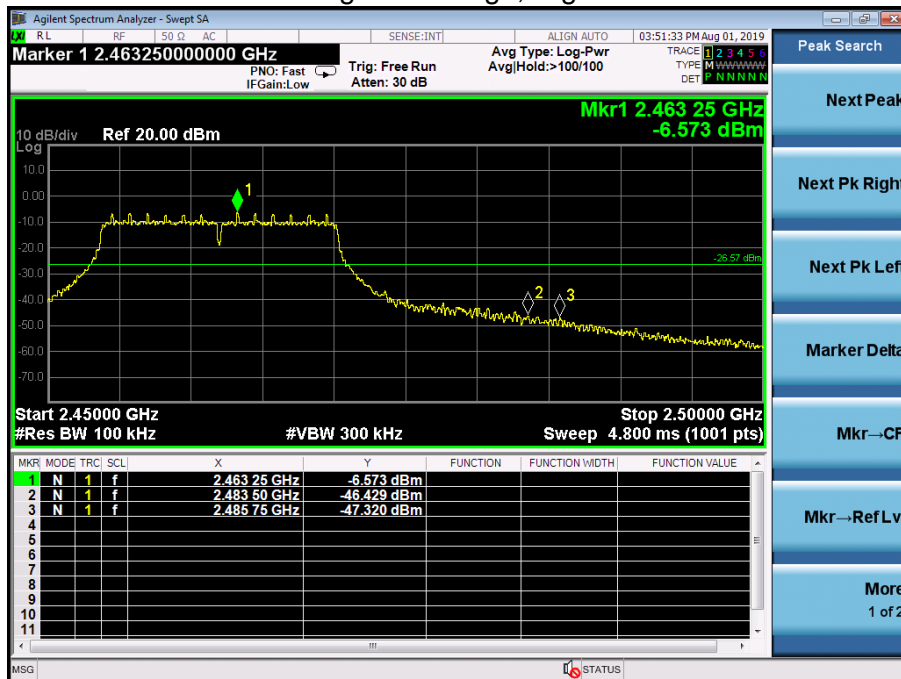 Agilent Spectrum Analyzer - Swept SA
LXI RL RF 50 Ω AC SENSE:INT ALIGN AUTO 03:51:33 PM Aug 01, 2019
Marker 1 2.463250000000 GHz
PNO: Fast
IFGain:Low
Trig: Free Run
Atten: 30 dB
Avg Type: Log-Pwr
Avg|Hold:>100/100
TRACE 1 2 3 4 5 6
TYPE M W W W W W
DET P N N N N N
Mkr1 2.463 25 GHz
-6.573 dBm
10 dB/div Ref 20.00 dBm
Log
10.0
0.00
-10.0
-20.0
-30.0
-40.0
-50.0
-60.0
-70.0
1
-26.57 dBm
2
3
Start 2.45000 GHz Stop 2.50000 GHz
#Res BW 100 kHz #VBW 300 kHz Sweep 4.800 ms (1001 pts)
MKR MODE TRC SCL X Y FUNCTION FUNCTION WIDTH FUNCTION VALUE
1 N 1 f 2.463 25 GHz -6.573 dBm
2 N 1 f 2.483 50 GHz -46.429 dBm
3 N 1 f 2.485 75 GHz -47.320 dBm
4
5
6
7
8
9
10
11
MSG STATUS
Peak Search
Next Peak
Next Pk Right
Next Pk Left
Marker Delta
Mkr→CF
Mkr→Ref Lv
More
1 of 2